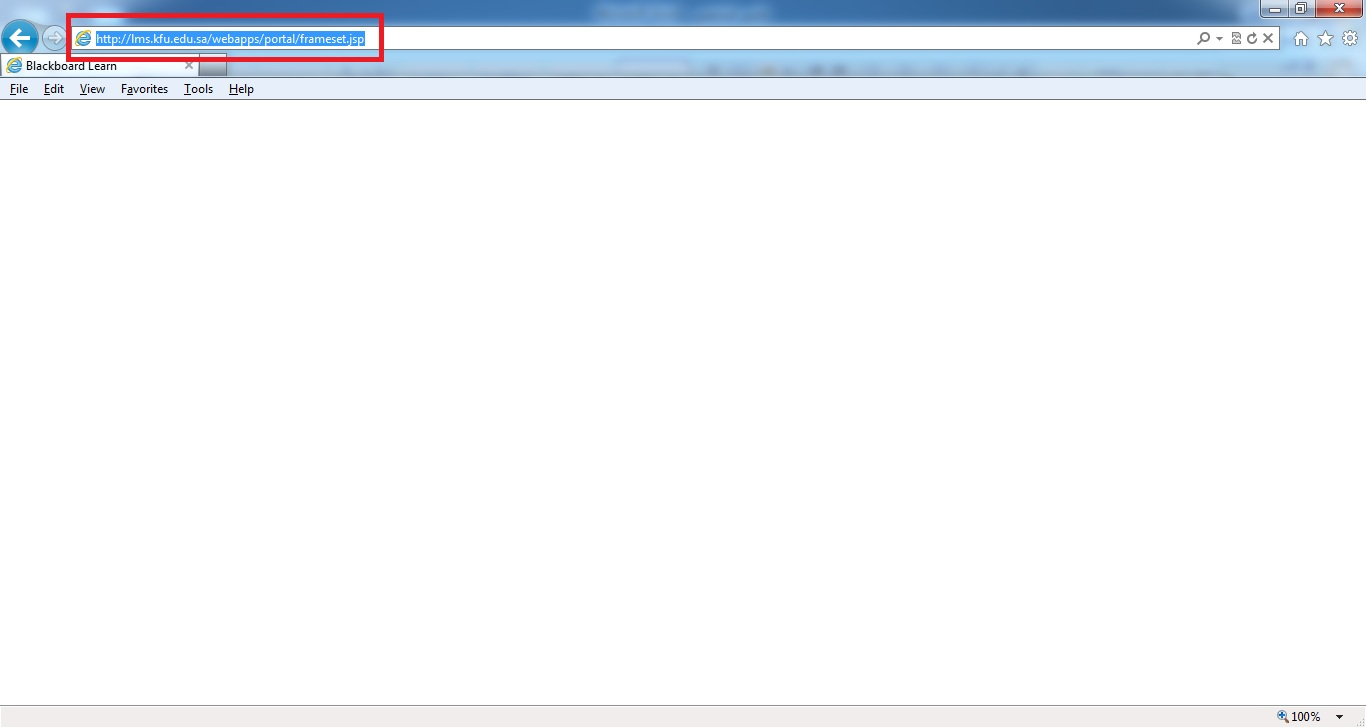 http://lms.kfu.edu.sa/webapps/portal/frameset.jsp
Blackboard Learn
File Edit View Favorites Tools Help
100%